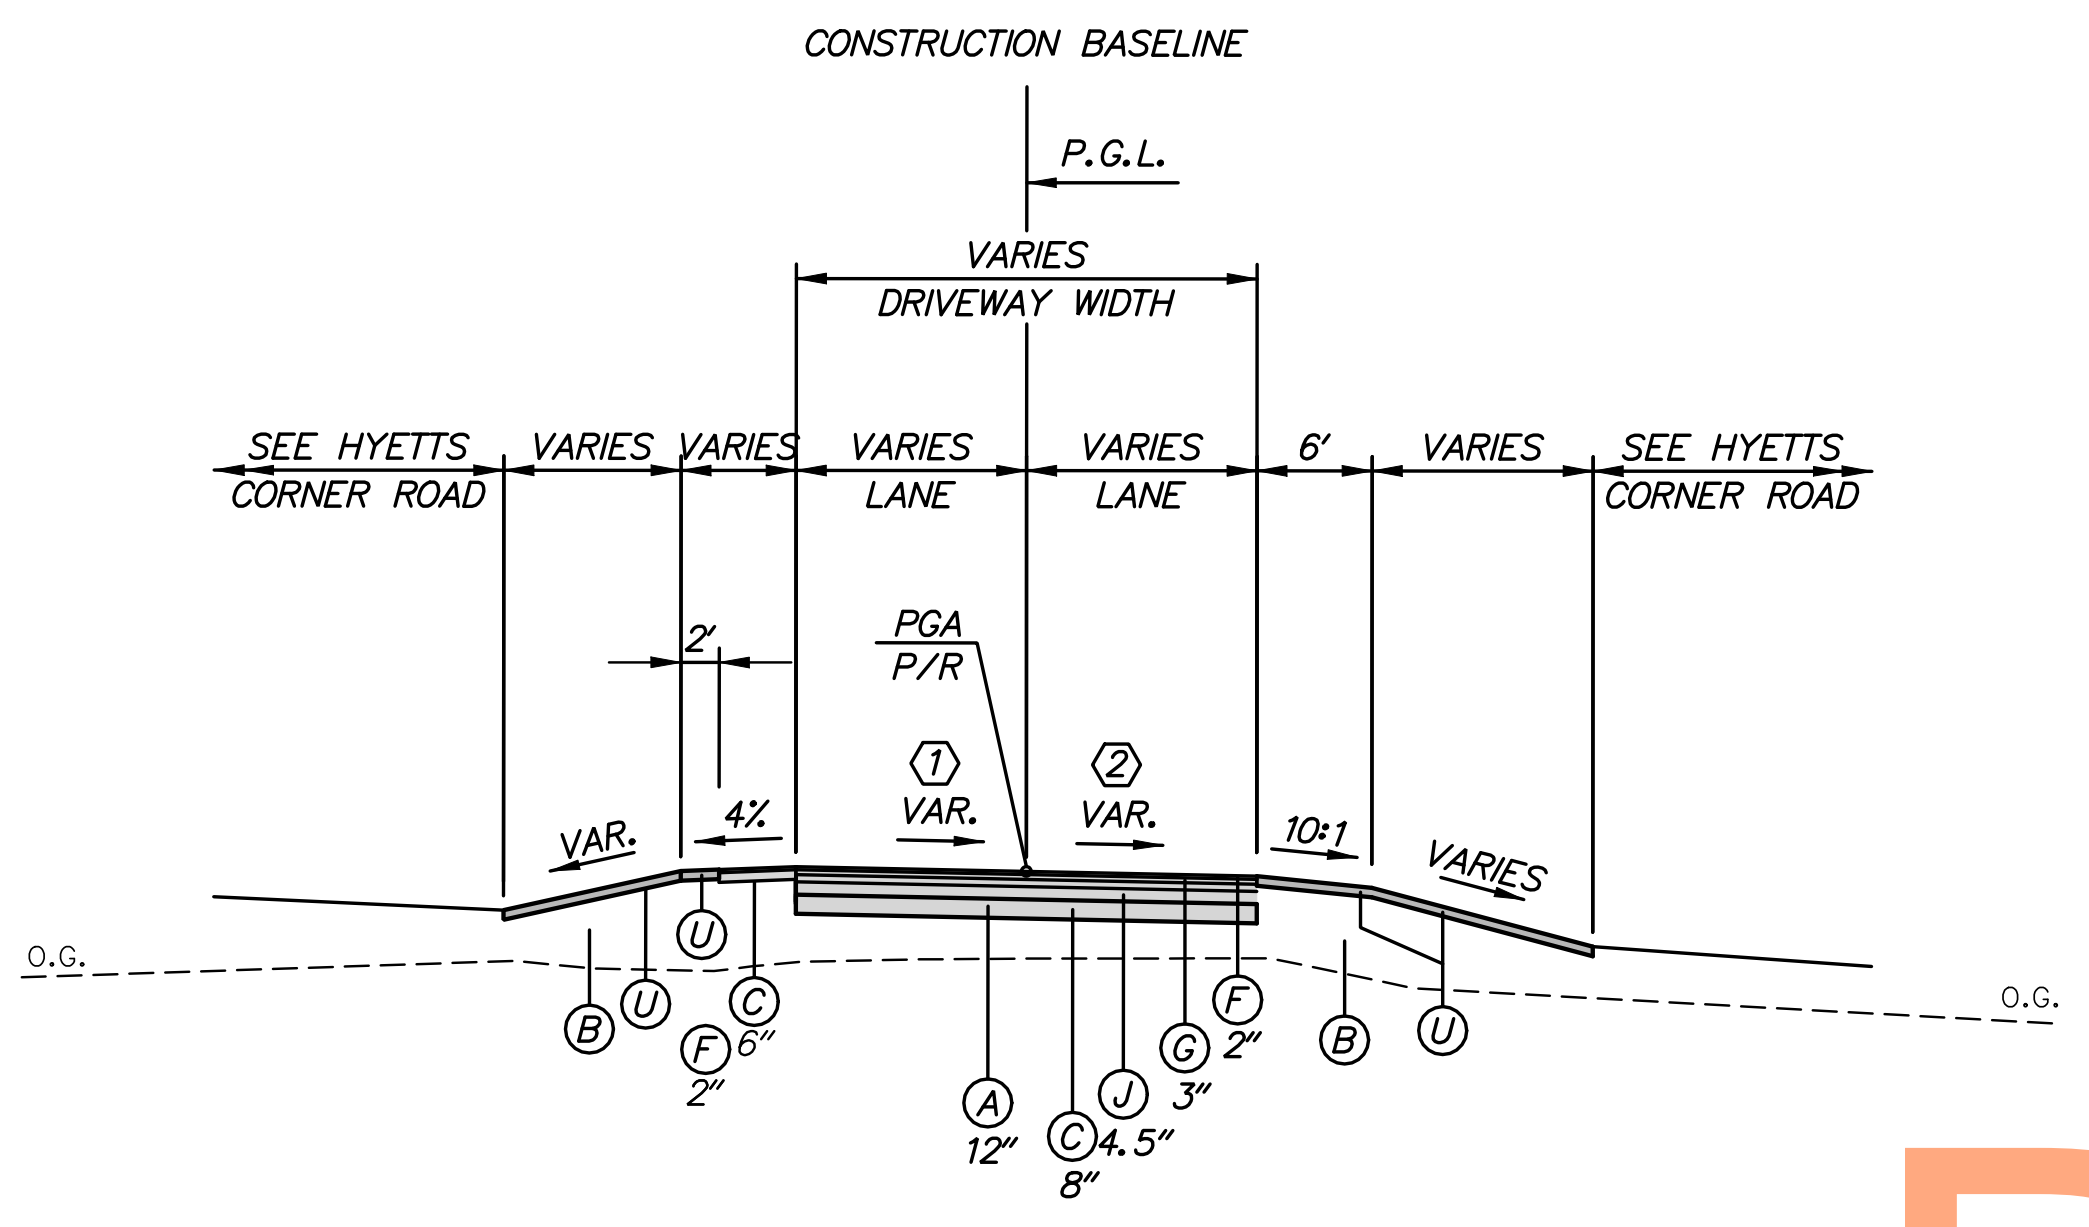 CONSTRUCTION BASELINE
P.G.L.
VARIES
DRIVEWAY WIDTH
SEE HYETTS VARIES VARIES VARIES VARIES 6' VARIES SEE HYETTS
CORNER ROAD LANE LANE CORNER ROAD
2'
PGA
P/R
1 2
VAR. 4% VAR. VAR. 10:1 VARIES
U
O.G. O.G.
B U C F B U
F 6" G 2"
2" A J 3"
12" C 4.5"
8"